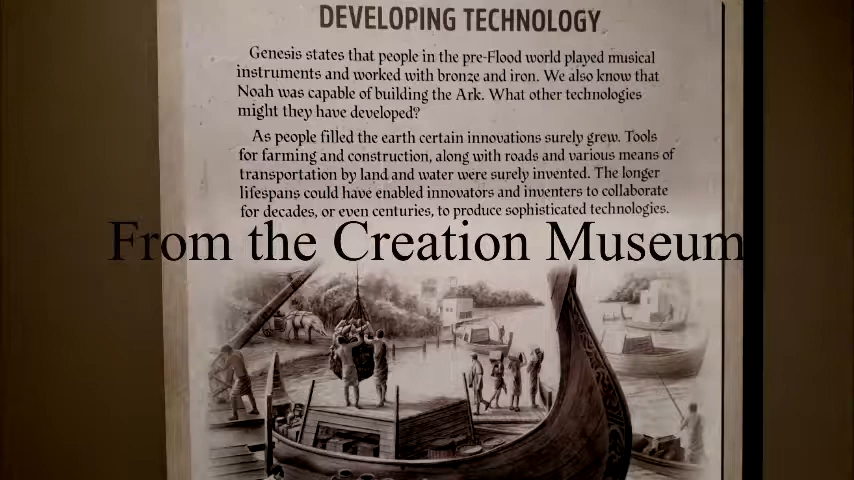 DEVELOPING TECHNOLOGY
Genesis states that people in the pre-Flood world played musical
instruments and worked with bronze and iron. We also know that
Noah was capable of building the Ark. What other technologies
might they have developed?
As people filled the earth certain innovations surely grew. Tools
for farming and construction, along with roads and various means of
transportation by land and water were surely invented. The longer
lifespans could have enabled innovators and inventers to collaborate
for decades, or even centuries, to produce sophisticated technologies.
From the Creation Museum